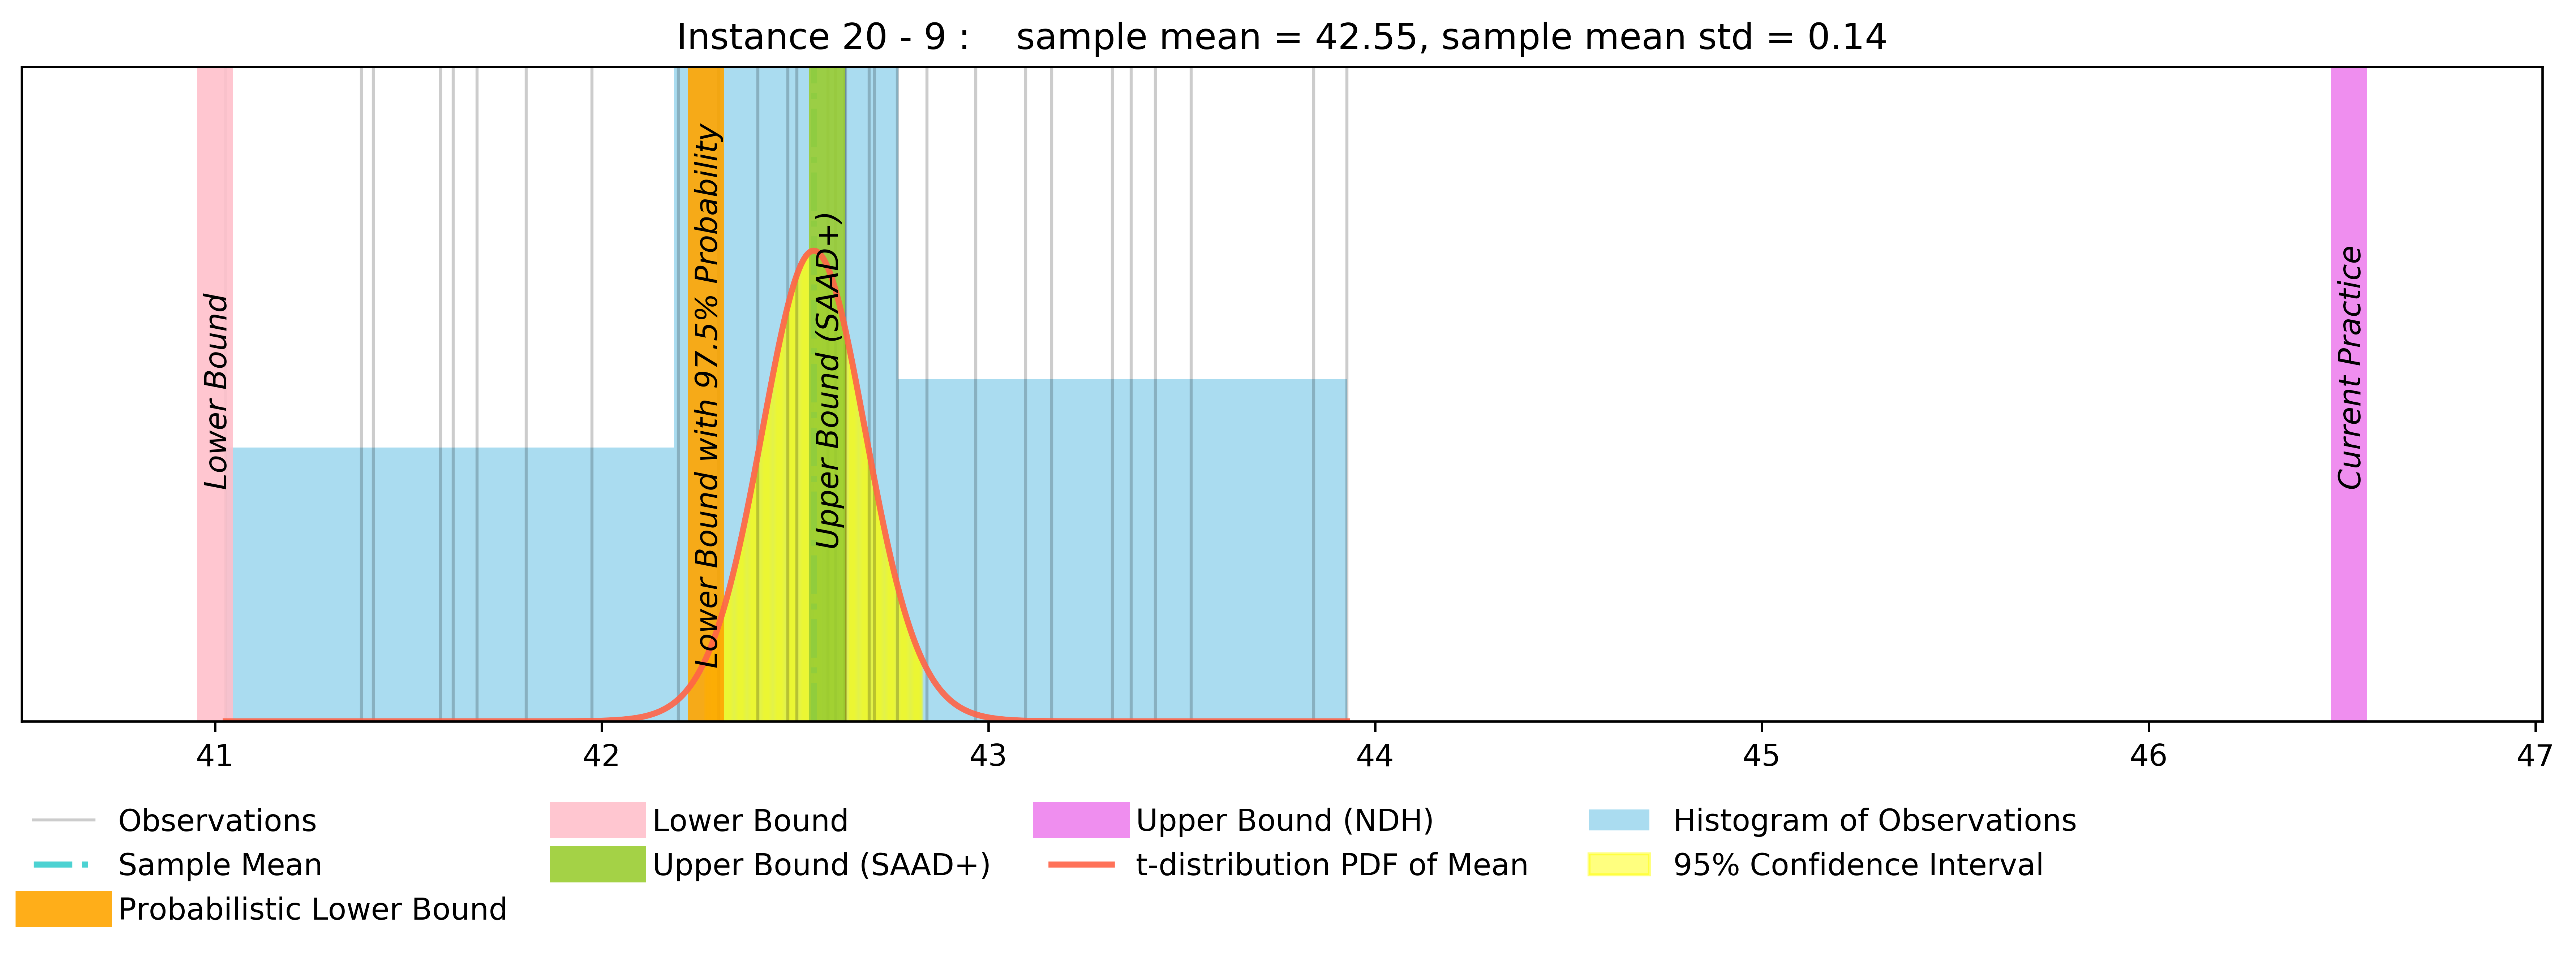 Instance 20 - 9 :    sample mean = 42.55, sample mean std = 0.14
Lower Bound
Lower Bound with 97.5% Probability
Upper Bound (SAAD+)
Current Practice
41 42 43 44 45 46 47
Observations
Sample Mean
Probabilistic Lower Bound
Lower Bound
Upper Bound (SAAD+)
Upper Bound (NDH)
t-distribution PDF of Mean
Histogram of Observations
95% Confidence Interval